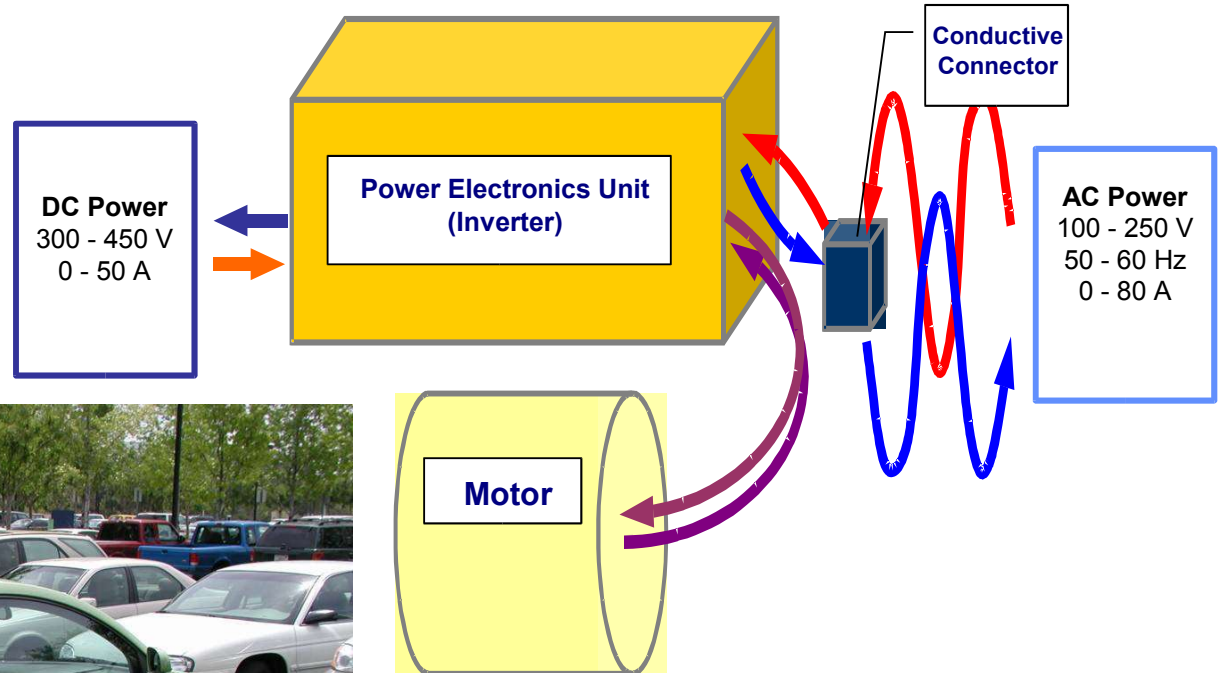 Conductive
Connector
Power Electronics Unit
(Inverter)
DC Power
300 - 450 V
0 - 50 A
AC Power
100 - 250 V
50 - 60 Hz
0 - 80 A
Motor